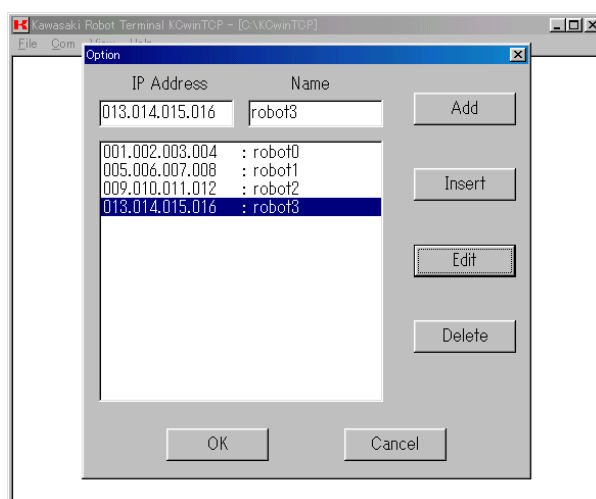 Kawasaki Robot Terminal KCwinTCP - [C:\KCwinTCP]
File Com View Help
Option
IP Address Name
013.014.015.016 robot3
Add
001.002.003.004 : robot0
005.006.007.008 : robot1
009.010.011.012 : robot2
013.014.015.016 : robot3
Insert
Edit
Delete
OK Cancel